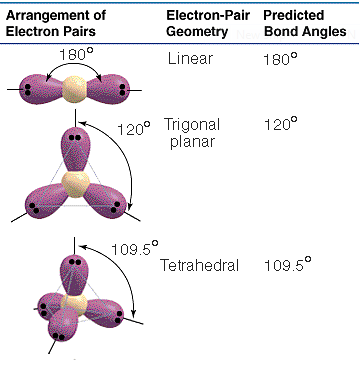 Arrangement of Electron-Pair Predicted
Electron Pairs Geometry Bond Angles
180° Linear 180°
120° Trigonal 120°
planar
109.5° Tetrahedral 109.5°